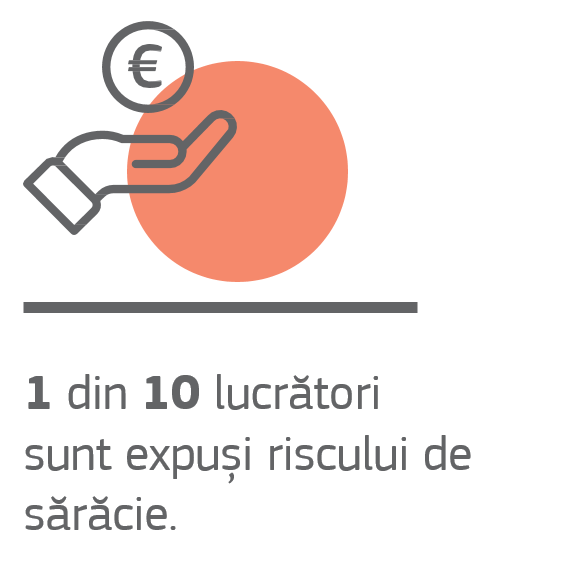 €
1 din 10 lucrători
sunt expuși riscului de
sărăcie.